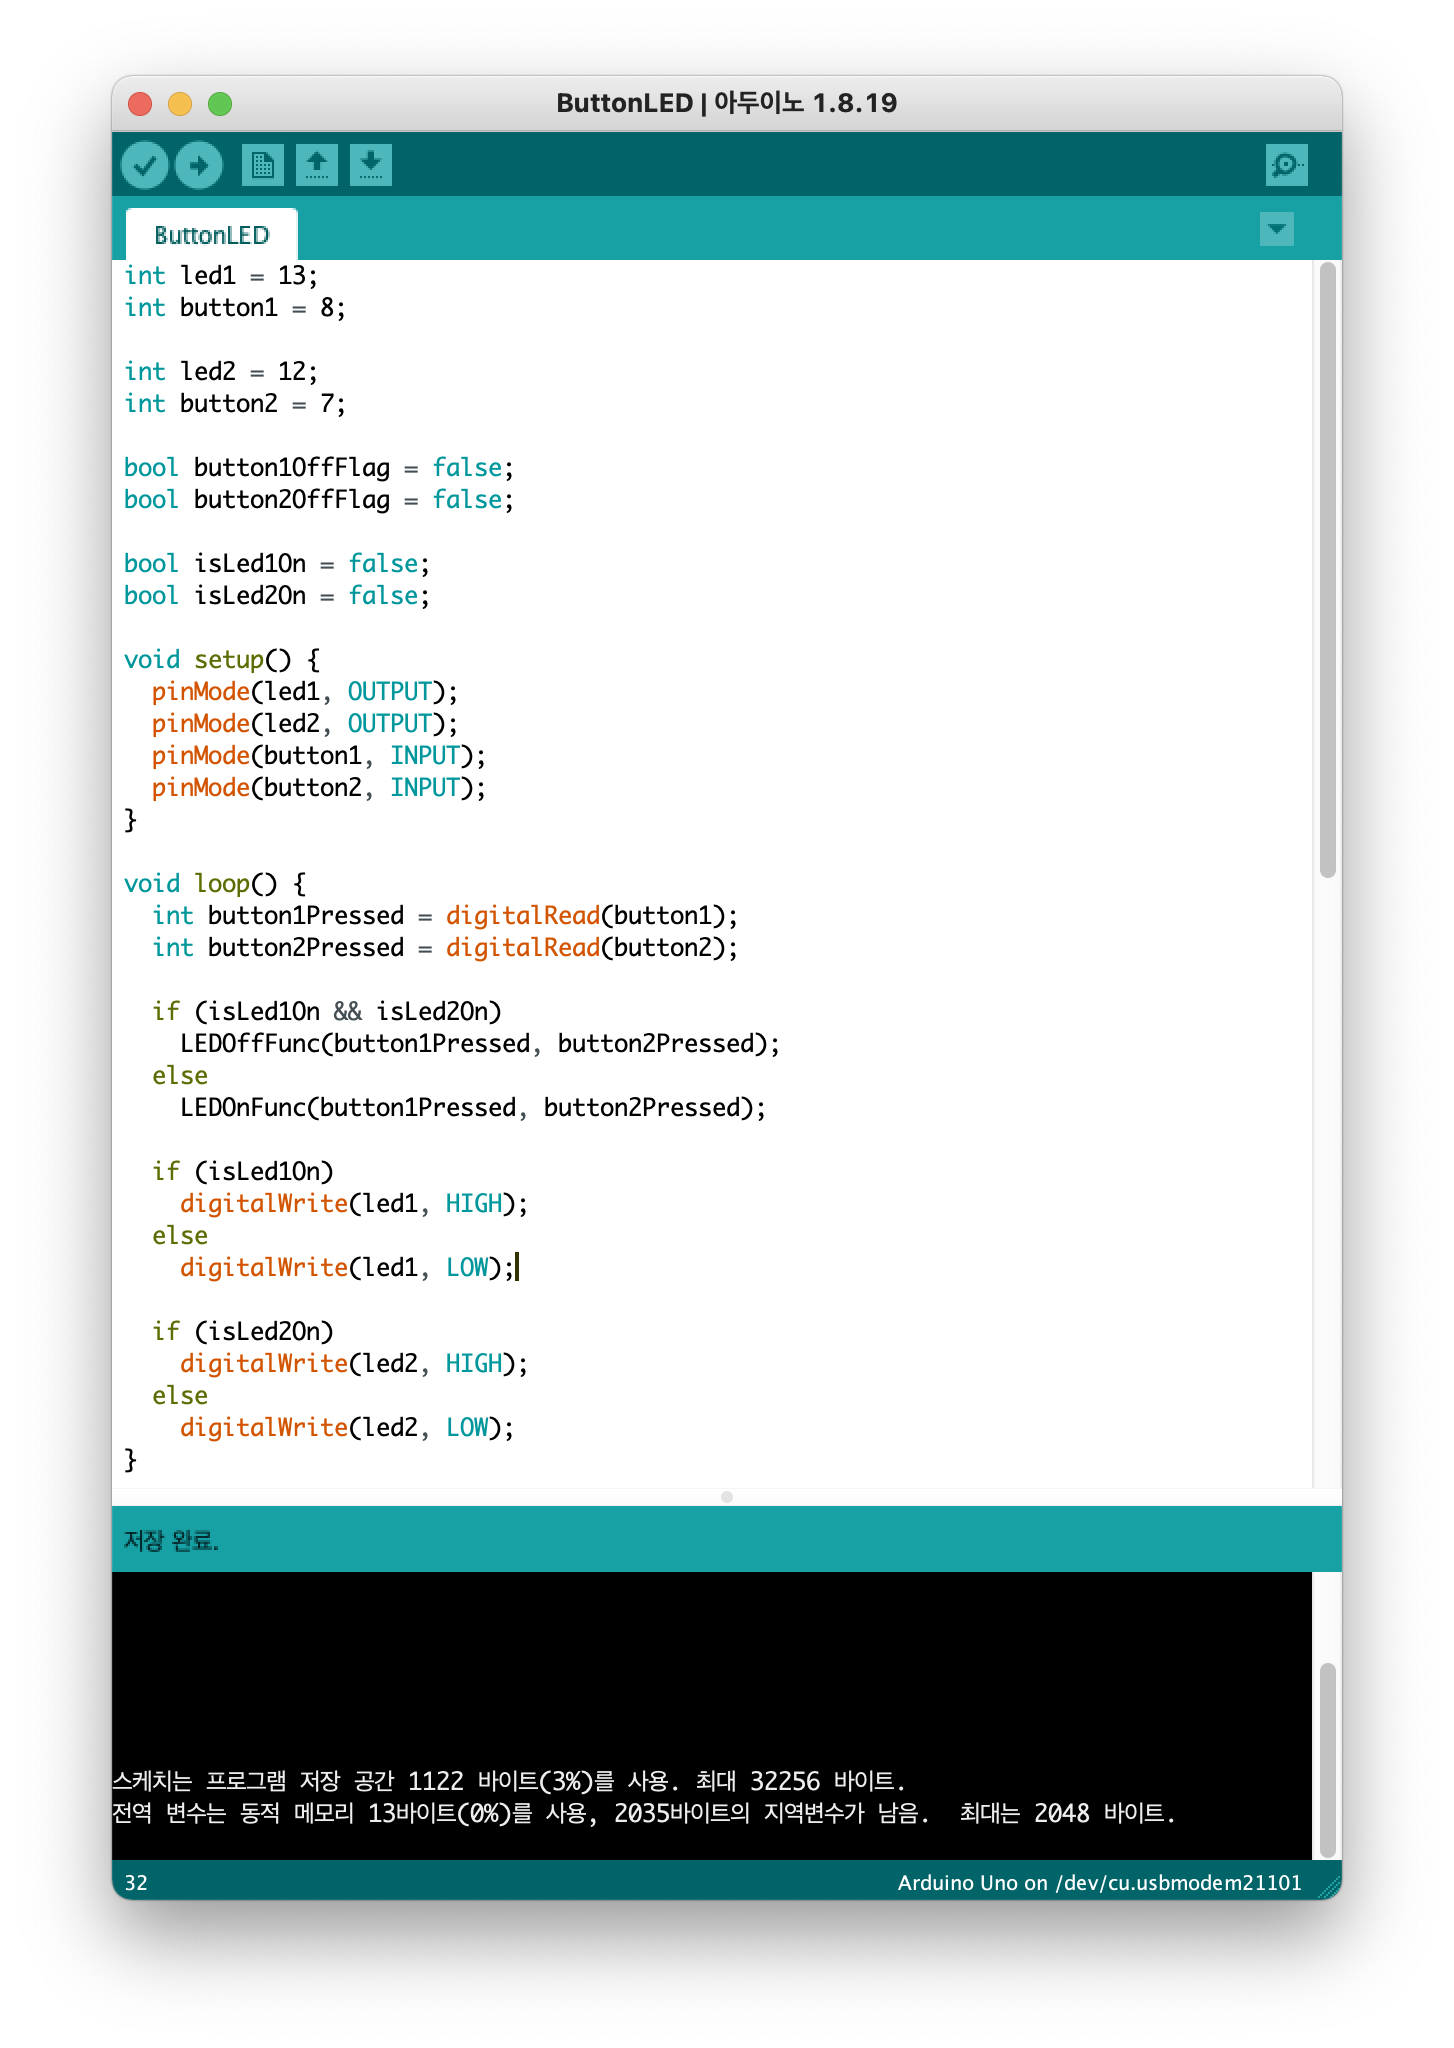 ButtonLED | 아두이노 1.8.19
ButtonLED
int led1 = 13;
int button1 = 8;
int led2 = 12;
int button2 = 7;
bool button1OffFlag = false;
bool button2OffFlag = false;
bool isLed1On = false;
bool isLed2On = false;
void setup() {
  pinMode(led1, OUTPUT);
  pinMode(led2, OUTPUT);
  pinMode(button1, INPUT);
  pinMode(button2, INPUT);
}
void loop() {
  int button1Pressed = digitalRead(button1);
  int button2Pressed = digitalRead(button2);
  if (isLed1On && isLed2On)
    LEDOffFunc(button1Pressed, button2Pressed);
  else
    LEDOnFunc(button1Pressed, button2Pressed);
  if (isLed1On)
    digitalWrite(led1, HIGH);
  else
    digitalWrite(led1, LOW);
  if (isLed2On)
    digitalWrite(led2, HIGH);
  else
    digitalWrite(led2, LOW);
}
저장 완료.
스케치는 프로그램 저장 공간 1122 바이트(3%)를 사용. 최대 32256 바이트.
전역 변수는 동적 메모리 13바이트(0%)를 사용, 2035바이트의 지역변수가 남음.  최대는 2048 바이트.
32
Arduino Uno on /dev/cu.usbmodem21101